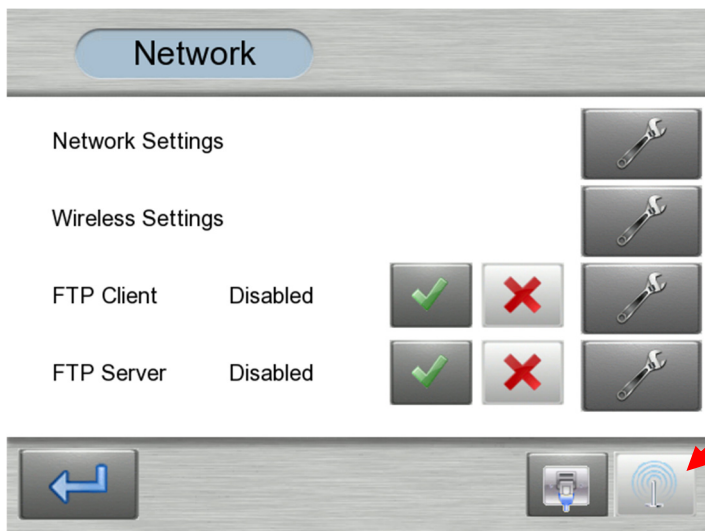 Network
Network Settings
Wireless Settings
FTP Client Disabled
FTP Server Disabled